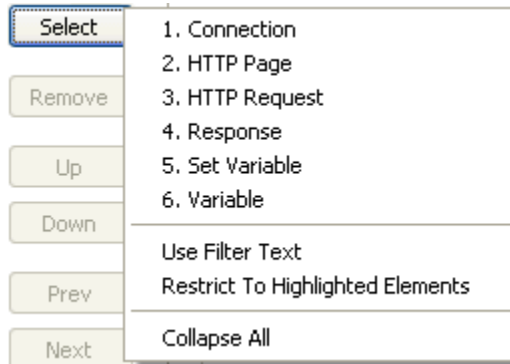 Select
Remove
Up
Down
Prev
Next
1. Connection
2. HTTP Page
3. HTTP Request
4. Response
5. Set Variable
6. Variable
Use Filter Text
Restrict To Highlighted Elements
Collapse All